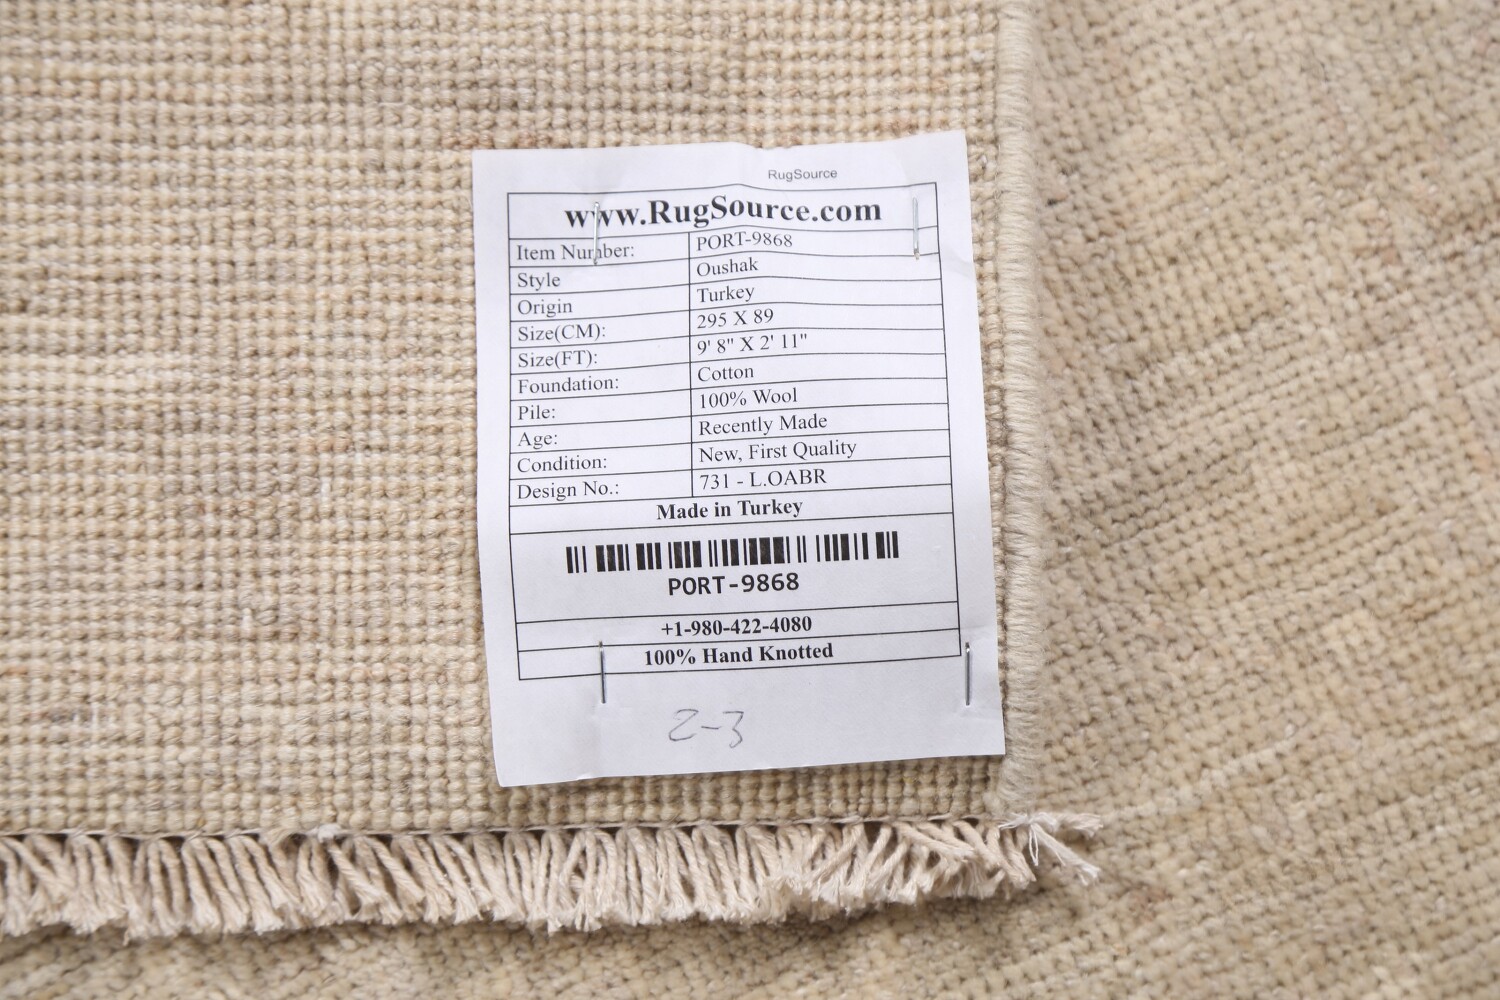 RugSource
www.RugSource.com
Item Number: PORT-9868
Style Oushak
Origin Turkey
Size(CM): 295 X 89
Size(FT): 9' 8" X 2' 11"
Foundation: Cotton
Pile: 100% Wool
Age: Recently Made
Condition: New, First Quality
Design No.: 731 - L.OABR
Made in Turkey
PORT-9868
+1-980-422-4080
100% Hand Knotted
2-3